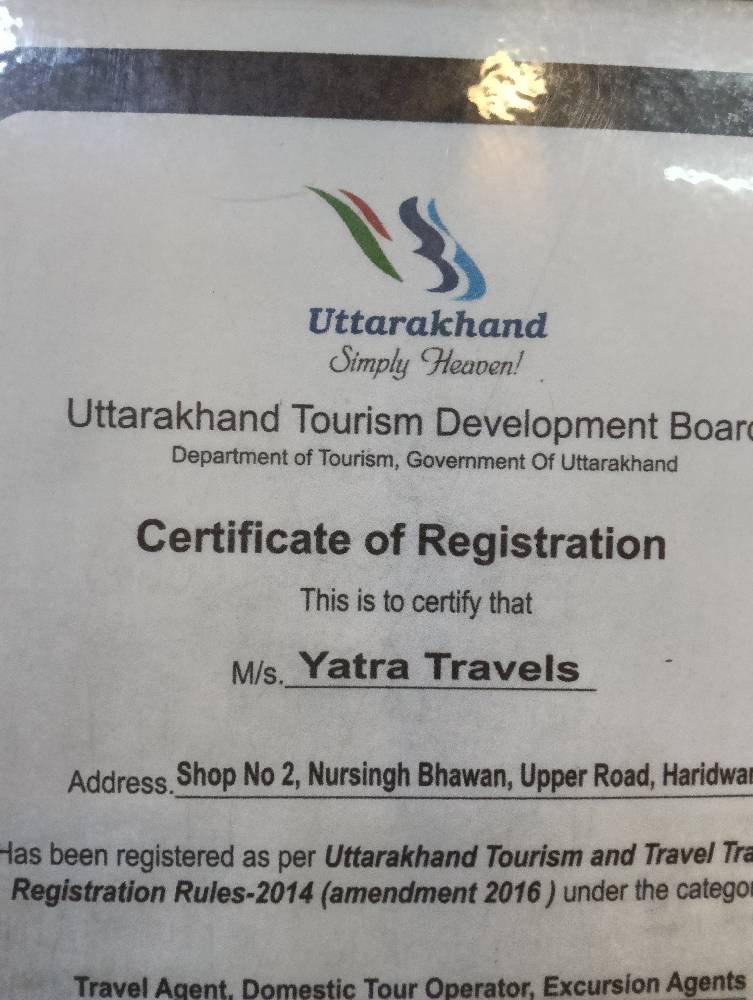 Uttarakhand
Simply Heaven!
Uttarakhand Tourism Development Boar
Department of Tourism, Government Of Uttarakhand
Certificate of Registration
This is to certify that
M/s. Yatra Travels
Address. Shop No 2, Nursingh Bhawan, Upper Road, Haridwar
Has been registered as per Uttarakhand Tourism and Travel Tra
Registration Rules-2014 (amendment 2016 ) under the categor
Travel Agent, Domestic Tour Operator, Excursion Agents